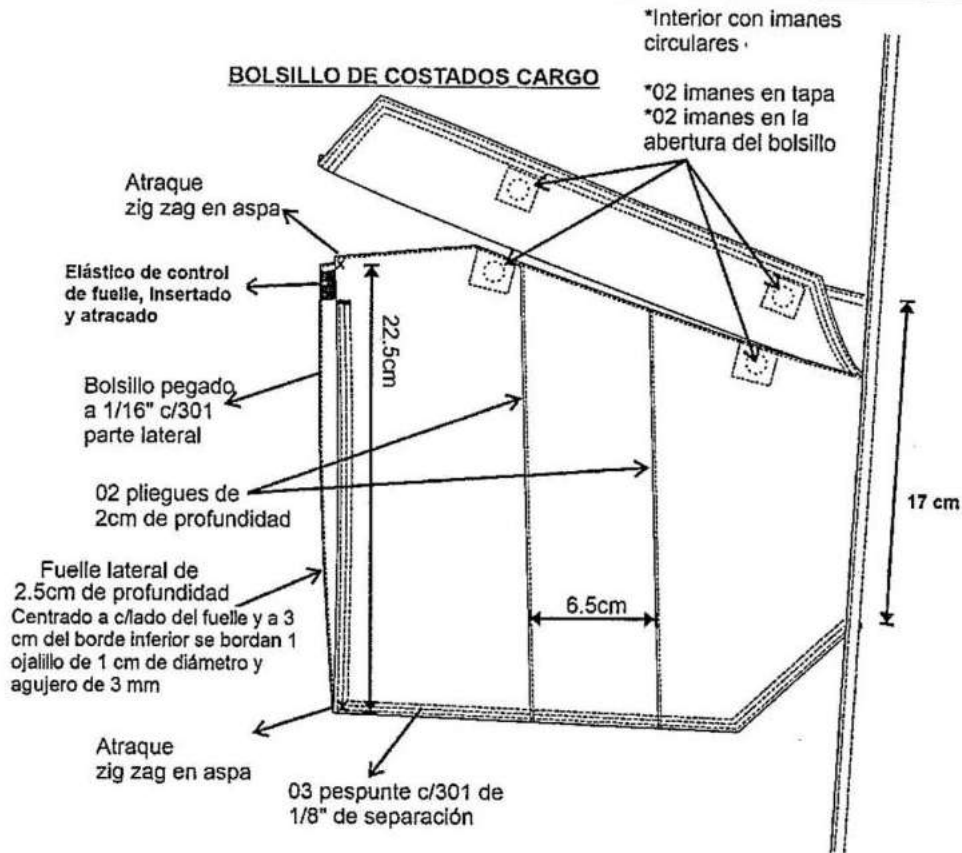 *Interior con imanes
circulares
BOLSILLO DE COSTADOS CARGO
*02 imanes en tapa
*02 imanes en la
abertura del bolsillo
Atraque
zig zag en aspa
Elástico de control
de fuelle, Insertado
y atracado
22.5cm
Bolsillo pegado
a 1/16" c/301
parte lateral
02 pliegues de
2cm de profundidad
17 cm
Fuelle lateral de
2.5cm de profundidad
Centrado a c/lado del fuelle y a 3
cm del borde inferior se bordan 1
ojalillo de 1 cm de diámetro y
agujero de 3 mm
6.5cm
Atraque
zig zag en aspa
03 pespunte c/301 de
1/8" de separación